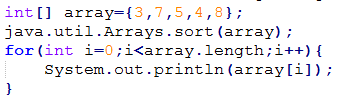 int[] array={3,7,5,4,8};
java.util.Arrays.sort(array);
for(int i=0;i<array.length;i++){
    System.out.println(array[i]);
}